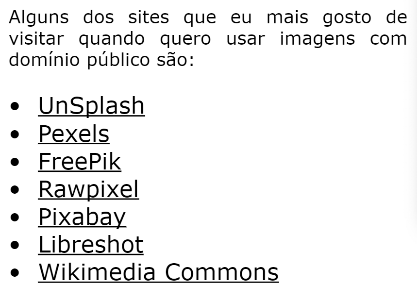 Alguns dos sites que eu mais gosto de
visitar quando quero usar imagens com
domínio público são:
• UnSplash
• Pexels
• FreePik
• Rawpixel
• Pixabay
• Libreshot
• Wikimedia Commons